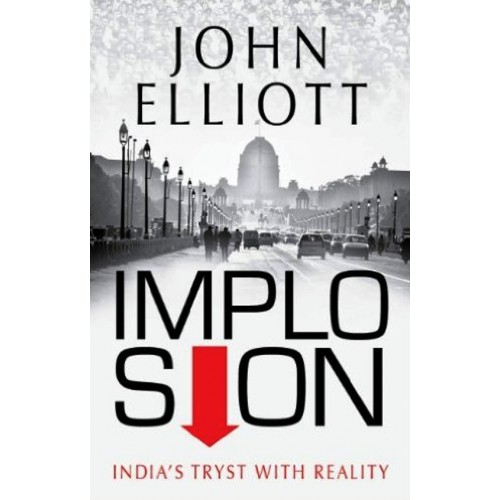 JOHN
ELLIOTT
IMPLO
SION
INDIA'S TRYST WITH REALITY